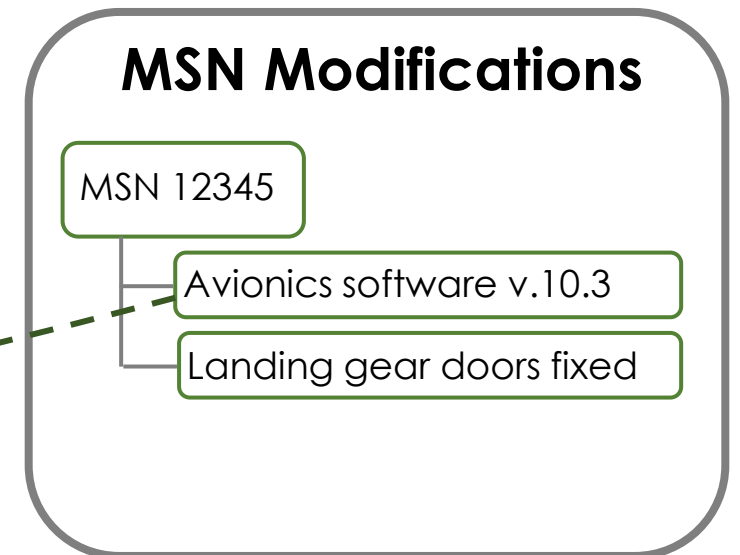 MSN Modifications
MSN 12345
Avionics software v.10.3
Landing gear doors fixed